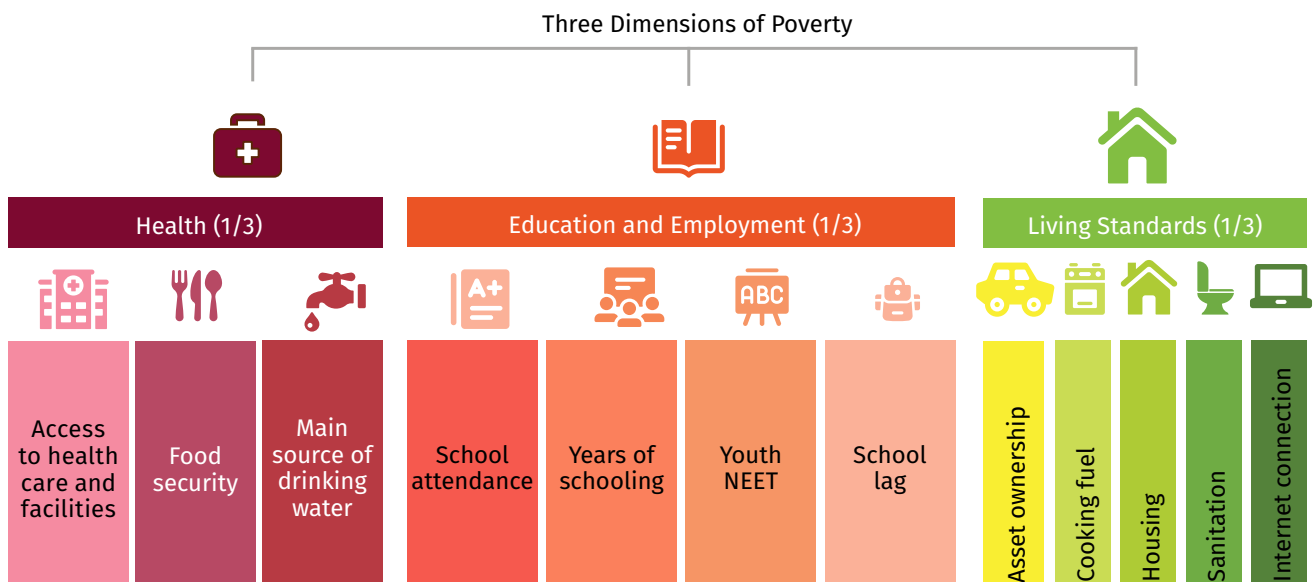 Three Dimensions of Poverty
Health (1/3)
Education and Employment (1/3)
Living Standards (1/3)
A+
ABC
Access
to health
care and
facilities
Food
security
Main
source of
drinking
water
School
attendance
Years of
schooling
Youth
NEET
School
lag
Asset ownership
Cooking fuel
Housing
Sanitation
Internet connection